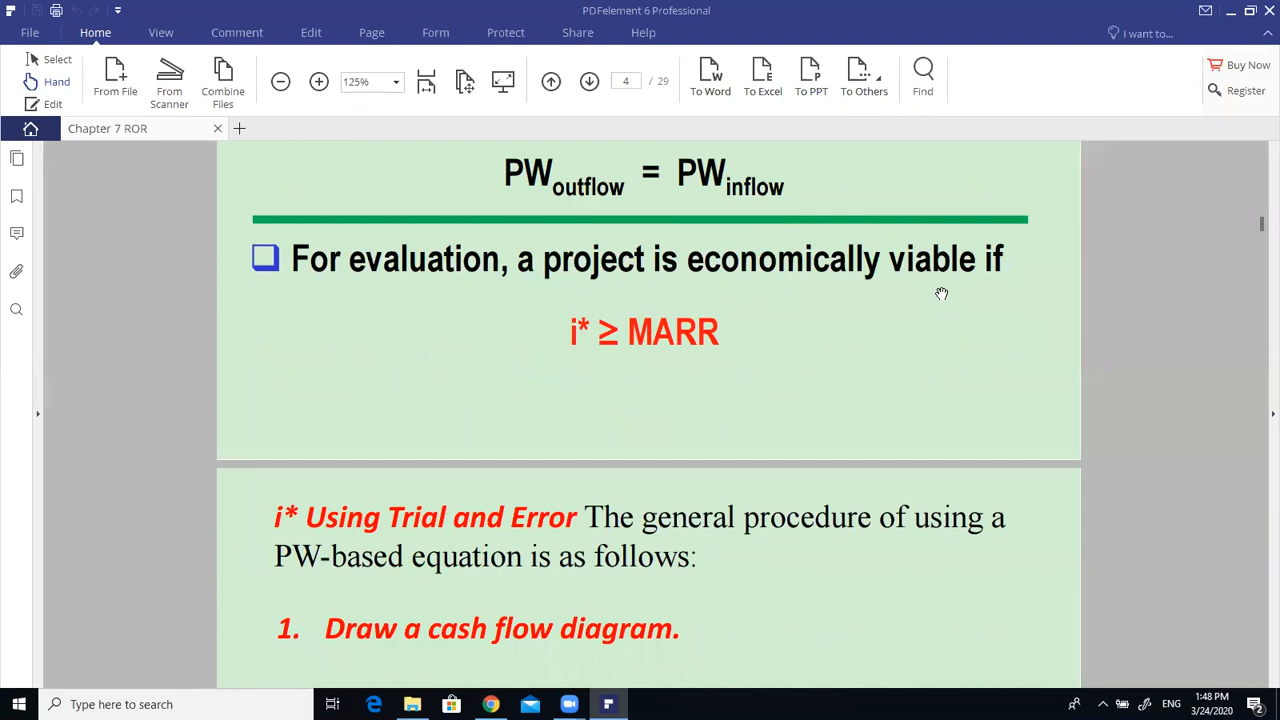 PDFelement 6 Professional
File Home View Comment Edit Page Form Protect Share Help I want to...
Select
Hand
Edit
From File
From Scanner
Combine Files
125%
4 / 29
To Word
To Excel
To PPT
To Others
Find
Buy Now
Register
Chapter 7 ROR
PWoutflow = PWinflow
For evaluation, a project is economically viable if
i* ≥ MARR
i* Using Trial and Error The general procedure of using a
PW-based equation is as follows:
1. Draw a cash flow diagram.
Type here to search
ENG
1:48 PM
3/24/2020
2